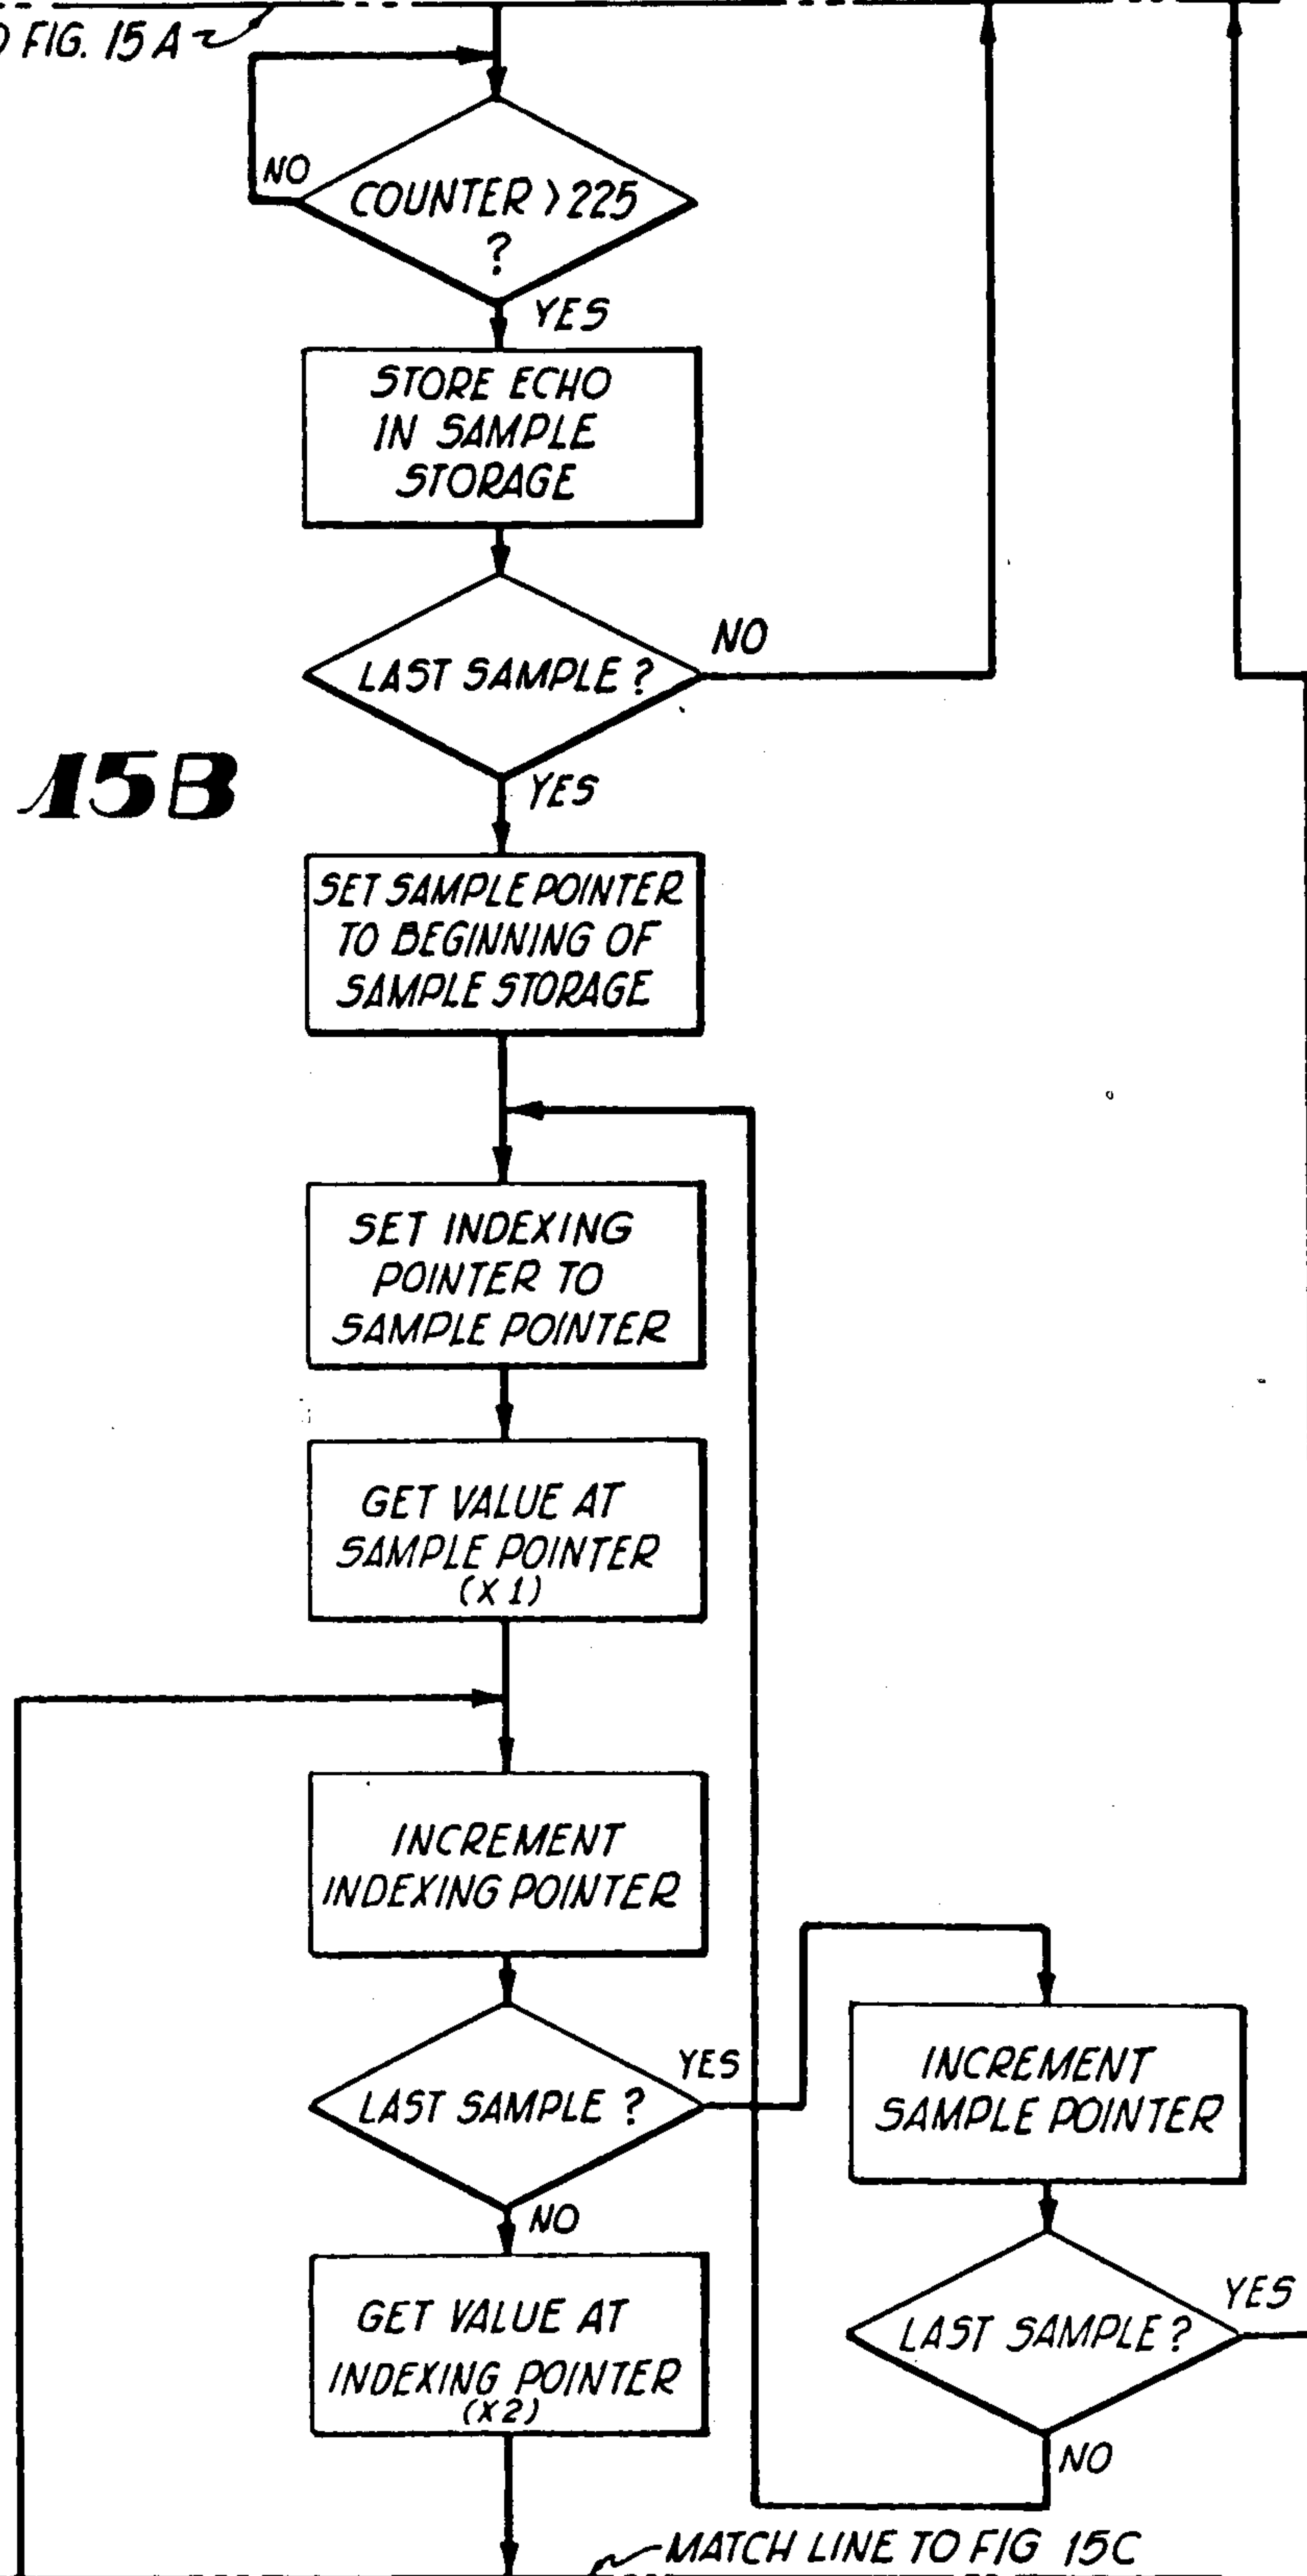 FIG. 15A
NO
COUNTER > 225
?
YES
STORE ECHO
IN SAMPLE
STORAGE
LAST SAMPLE ?
NO
15B
YES
SET SAMPLE POINTER
TO BEGINNING OF
SAMPLE STORAGE
SET INDEXING
POINTER TO
SAMPLE POINTER
GET VALUE AT
SAMPLE POINTER
(X1)
INCREMENT
INDEXING POINTER
LAST SAMPLE ?
YES
INCREMENT
SAMPLE POINTER
NO
GET VALUE AT
INDEXING POINTER
(X2)
LAST SAMPLE ?
YES
NO
MATCH LINE TO FIG 15C